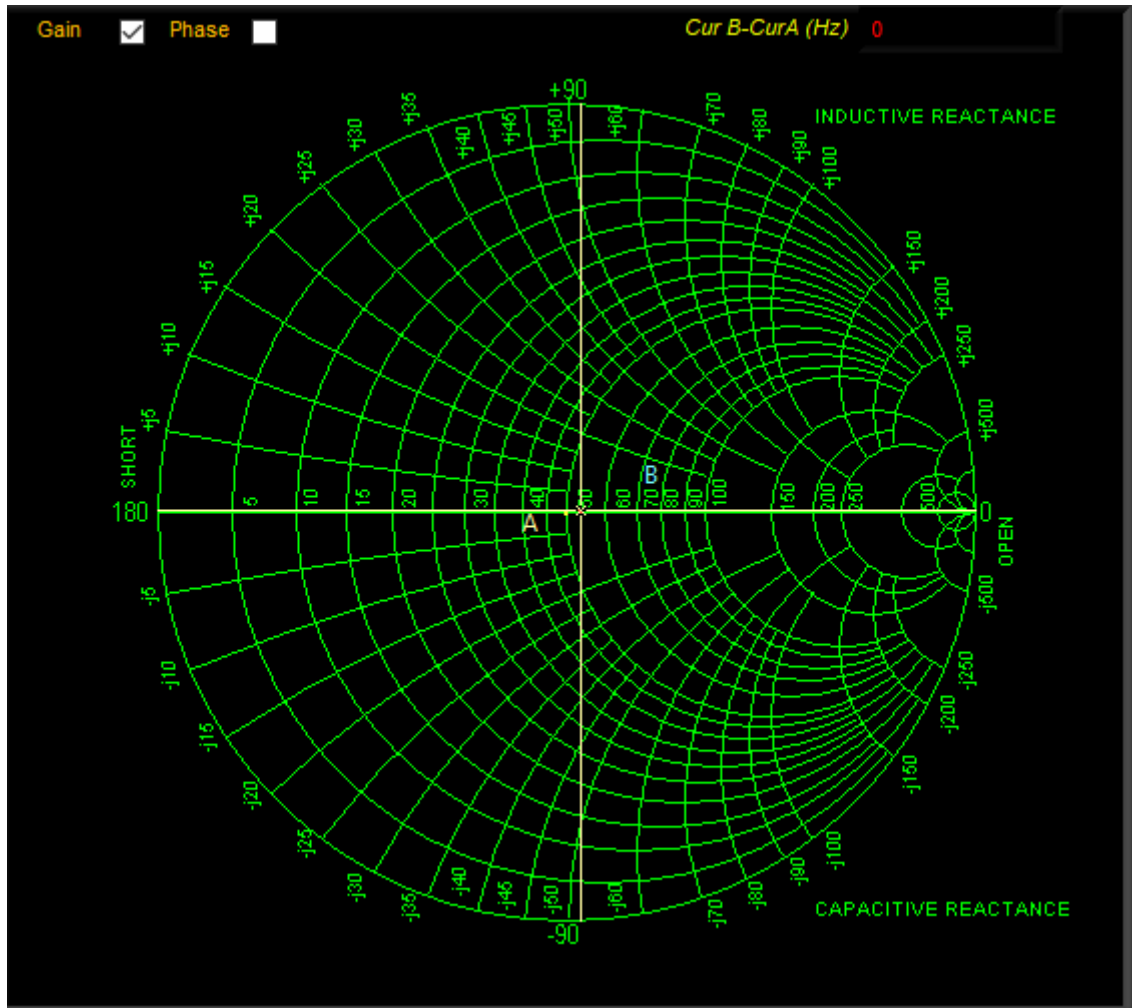 Gain Phase Cur B-CurA (Hz) 0
+90
INDUCTIVE REACTANCE
+j5
+j10
+j15
+j20
+j25
+j30
+j35
+j40
+j45
+j50
+j60
+j70
+j80
+j90
+j100
+j150
+j200
+j250
+j500
SHORT
180
5
10
15
20
30
40
50
60
70
80
90
100
150
200
250
500
0
OPEN
A
B
-j5
-j10
-j15
-j20
-j25
-j30
-j35
-j40
-j45
-j50
-j60
-j70
-j80
-j90
-j100
-j150
-j200
-j250
-j500
CAPACITIVE REACTANCE
-90